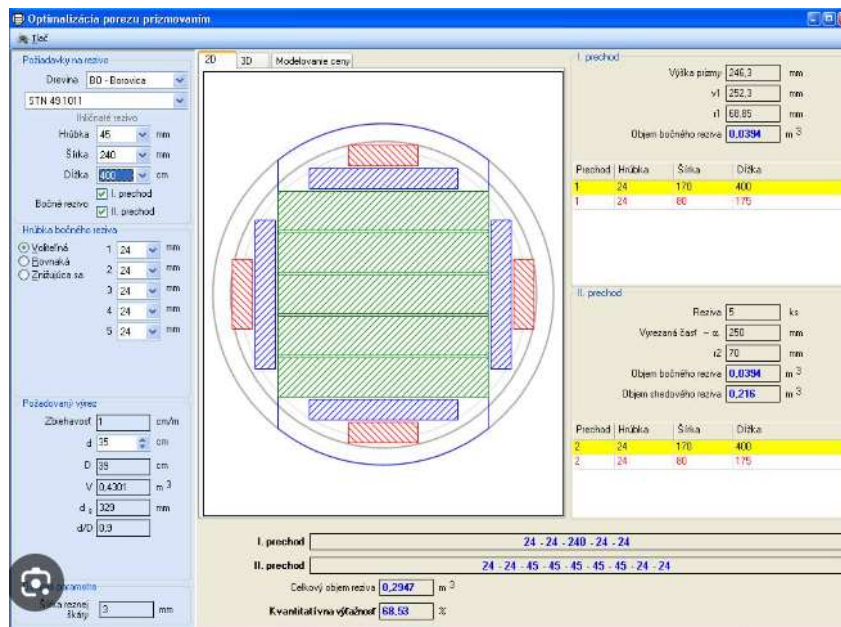 Optimalizácia porezu prizmovaním
Tlač
Požiadavky na rezivo
Drevina BO - Borovica
STN 491011
Ihličnaté rezivo
Hrúbka 45 mm
Šírka 240 mm
Dĺžka 400 cm
Bočné rezivo
I. prechod
II. prechod
Hrúbka bočného reziva
Voliteľná
Rovnaká
Znižujúca sa
1 24 mm
2 24 mm
3 24 mm
4 24 mm
5 24 mm
Požadovaný výrez
Zbiehavosť 1 cm/m
d 35 cm
D 39 cm
V 0,4301 m 3
d s 329 mm
d/D 0,9
parametre
Šírka reznej škáry 3 mm
2D 3D Modelovanie ceny
I. prechod
Výška prizmy 246,3 mm
v1 252,3 mm
r1 68,85 mm
Objem bočného reziva 0,0394 m 3
Prechod Hrúbka Šírka Dĺžka
1 24 170 400
1 24 80 175
II. prechod
Reziva 5 ks
Vyrezaná časť - α 250 mm
r2 70 mm
Objem bočného reziva 0,0394 m 3
Objem stredového reziva 0,216 m 3
Prechod Hrúbka Šírka Dĺžka
2 24 170 400
2 24 80 175
I. prechod 24 - 24 - 240 - 24 - 24
II. prechod 24 - 24 - 45 - 45 - 45 - 45 - 45 - 24 - 24
Celkový objem reziva 0,2947 m 3
Kvantitatívna výťažnosť 68,53 %